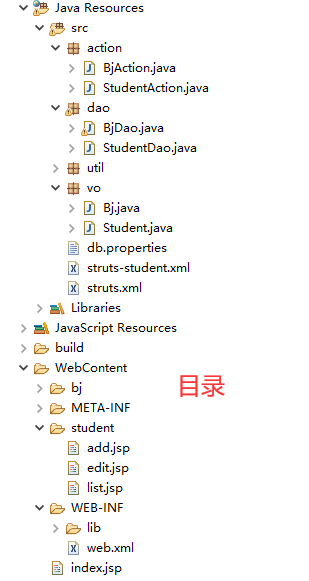 Java Resources
src
action
BjAction.java
StudentAction.java
dao
BjDao.java
StudentDao.java
util
vo
Bj.java
Student.java
db.properties
struts-student.xml
struts.xml
Libraries
JavaScript Resources
build
WebContent
bj
目录
META-INF
student
add.jsp
edit.jsp
list.jsp
WEB-INF
lib
web.xml
index.jsp